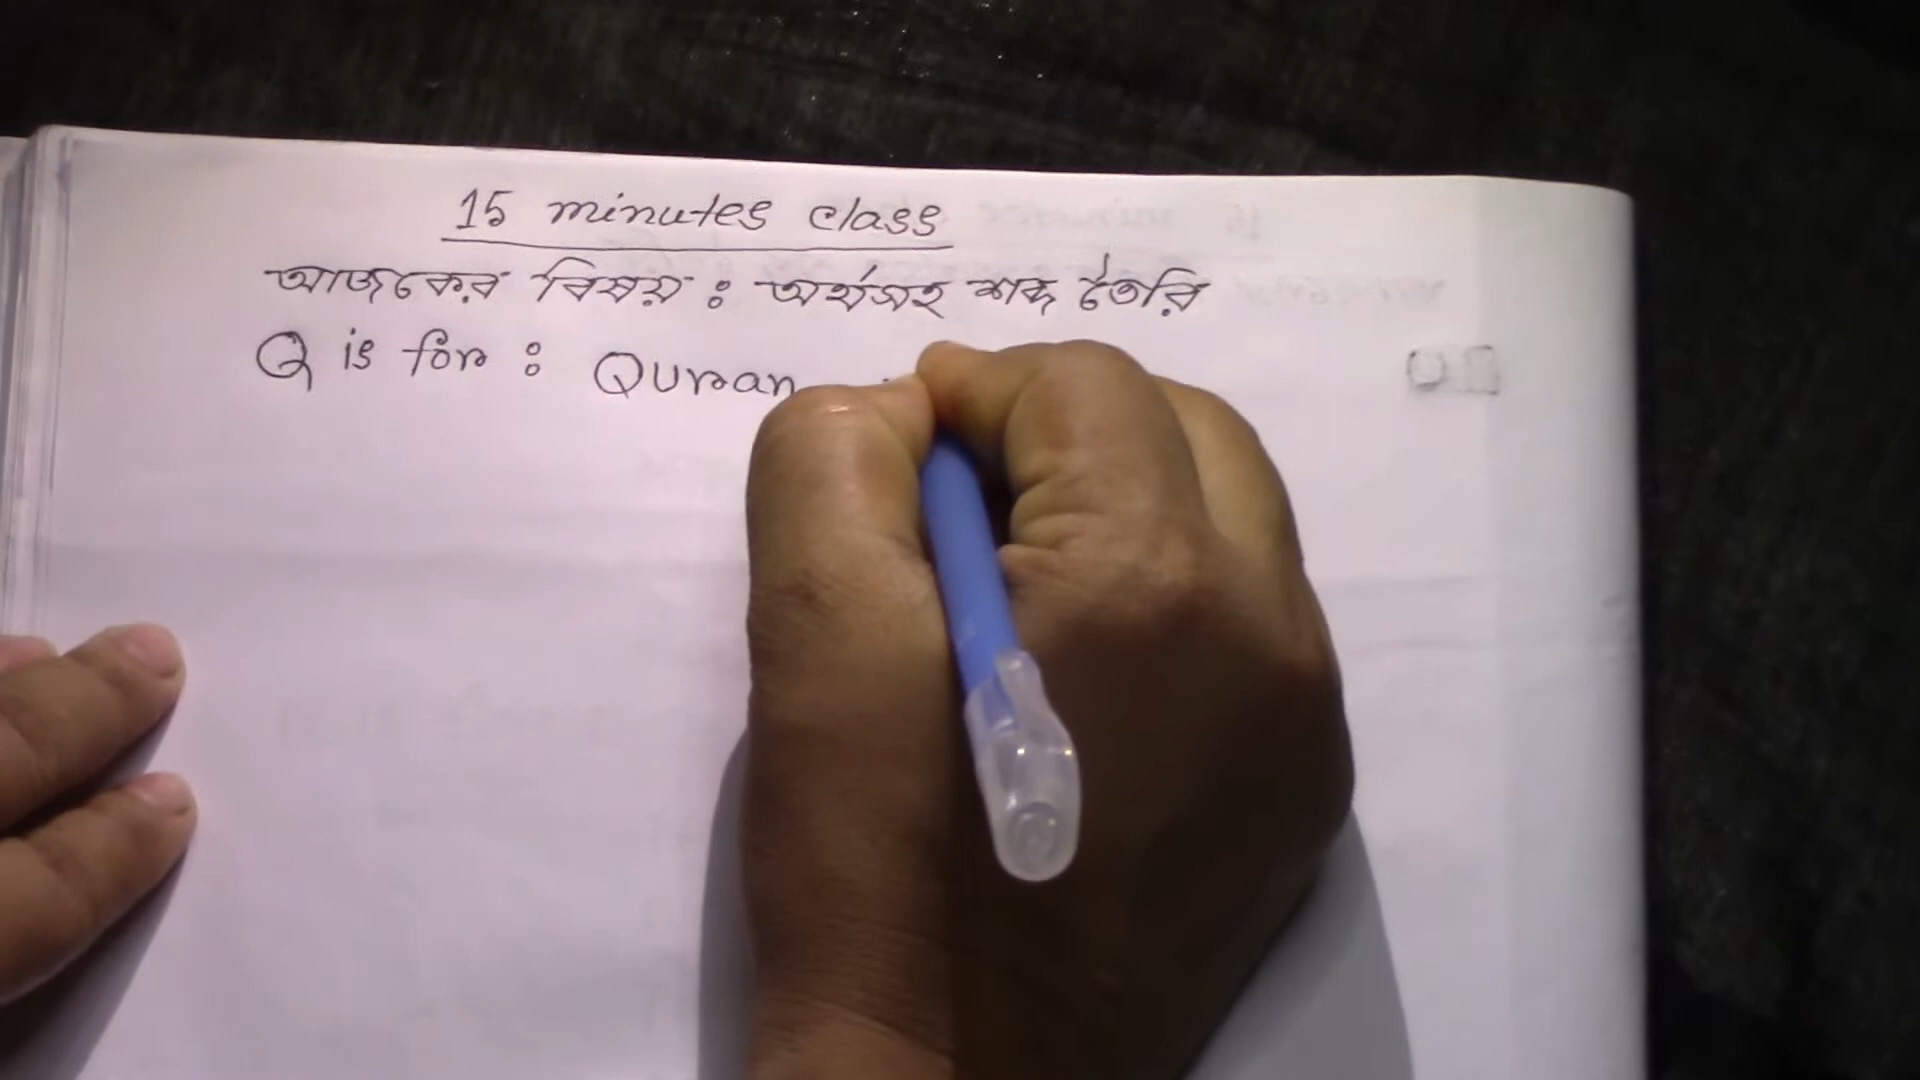 15 minutes class
আজকের বিষয় : অর্থসহ শব্দ তৈরি
Q is for : Quran